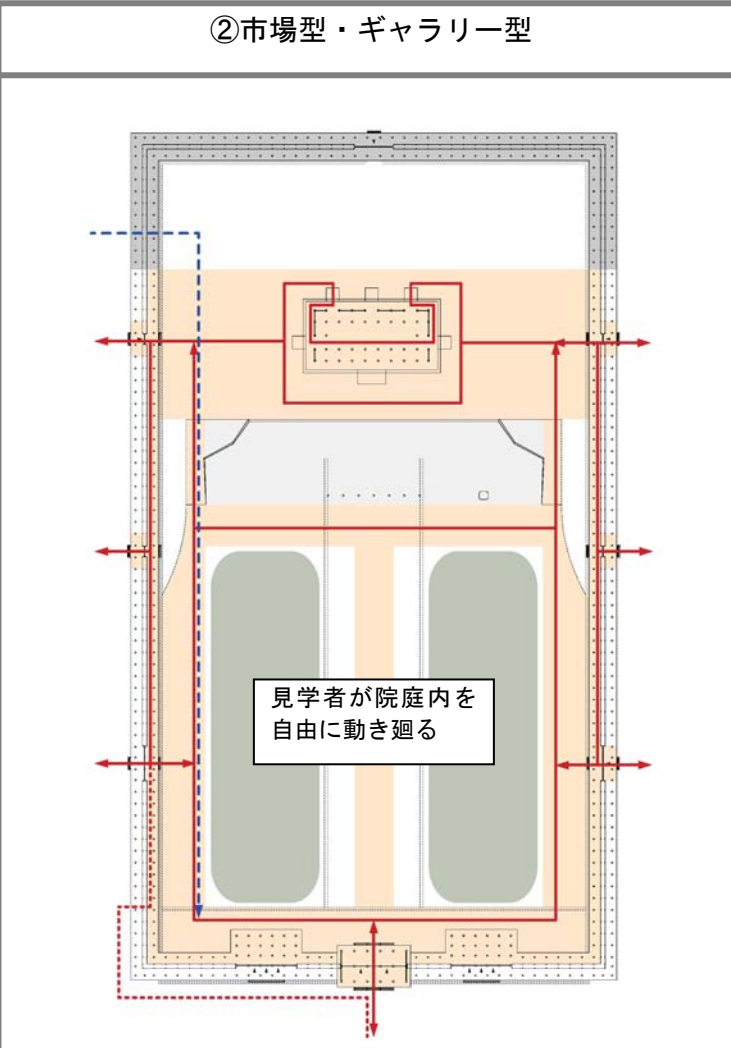 ②市場型・ギャラリー型
見学者が院庭内を
自由に動き廻る